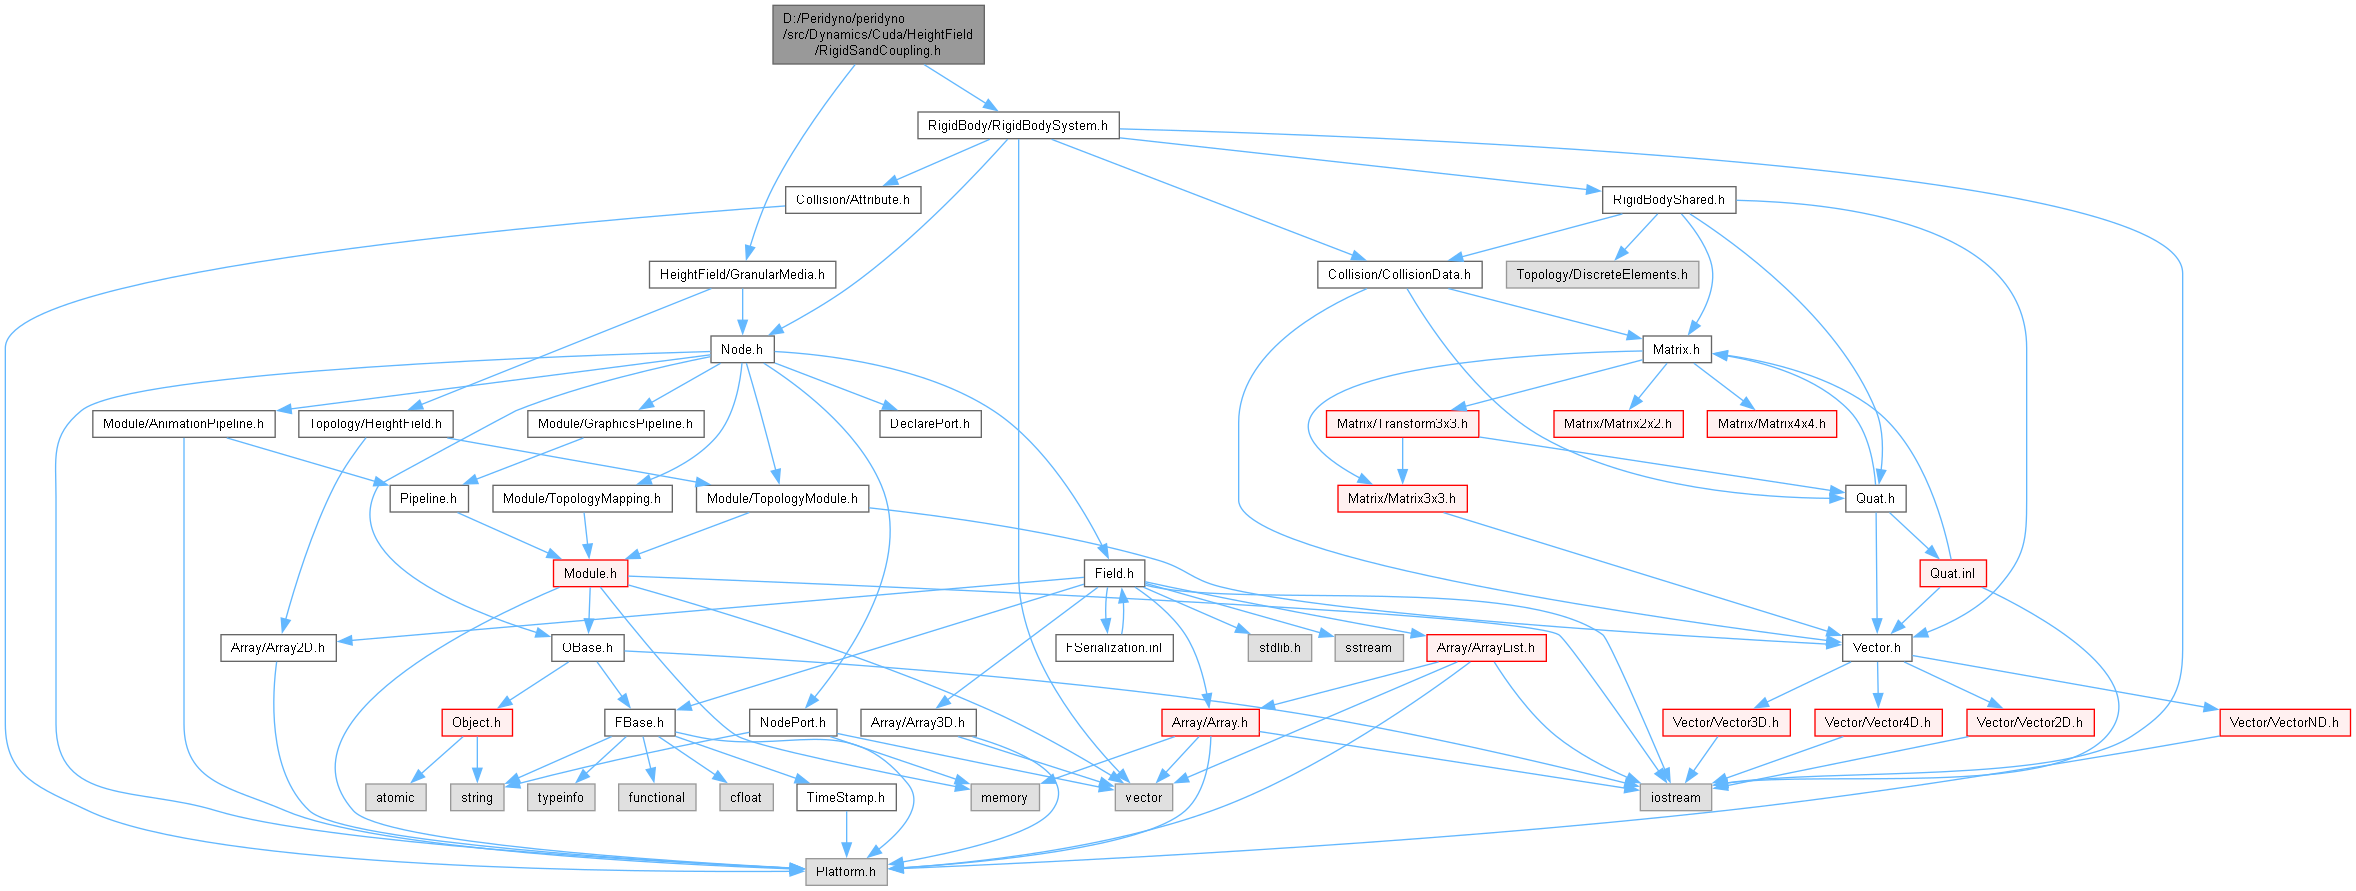 D:/Peridyno/peridyno
/src/Dynamics/Cuda/HeightField
/RigidSandCoupling.h
RigidBody/RigidBodySystem.h
Collision/Attribute.h
RigidBodyShared.h
HeightField/GranularMedia.h
Collision/CollisionData.h
Topology/DiscreteElements.h
Node.h
Matrix.h
Module/AnimationPipeline.h
Topology/HeightField.h
Module/GraphicsPipeline.h
DeclarePort.h
Matrix/Transform3x3.h
Matrix/Matrix2x2.h
Matrix/Matrix4x4.h
Pipeline.h
Module/TopologyMapping.h
Module/TopologyModule.h
Matrix/Matrix3x3.h
Quat.h
Module.h
Field.h
Quat.inl
Array/Array2D.h
OBase.h
FSerialization.inl
stdlib.h
sstream
Array/ArrayList.h
Vector.h
Object.h
FBase.h
NodePort.h
Array/Array3D.h
Array/Array.h
Vector/Vector3D.h
Vector/Vector4D.h
Vector/Vector2D.h
Vector/VectorND.h
atomic
string
typeinfo
functional
cfloat
TimeStamp.h
memory
vector
iostream
Platform.h